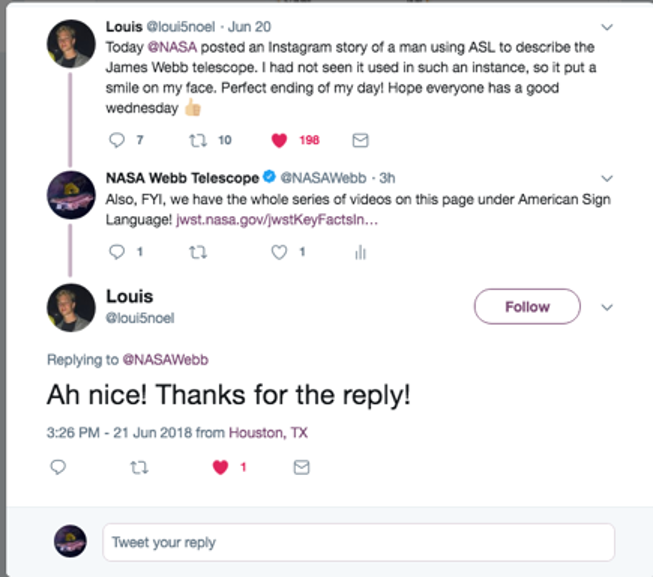 Louis @loui5noel · Jun 20
Today @NASA posted an Instagram story of a man using ASL to describe the
James Webb telescope. I had not seen it used in such an instance, so it put a
smile on my face. Perfect ending of my day! Hope everyone has a good
wednesday 👍🏼
7 10 198
NASA Webb Telescope @NASAWebb · 3h
Also, FYI, we have the whole series of videos on this page under American Sign
Language! jwst.nasa.gov/jwstKeyFactsIn…
1 1
Louis
@loui5noel
Follow
Replying to @NASAWebb
Ah nice! Thanks for the reply!
3:26 PM - 21 Jun 2018 from Houston, TX
1
Tweet your reply